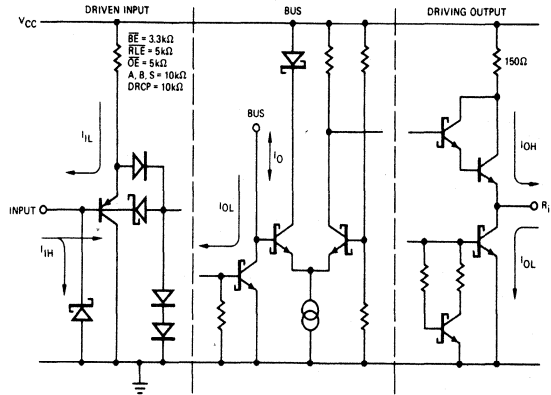 DRIVEN INPUT
BUS
DRIVING OUTPUT
VCC
BE = 3.3kΩ
RLE = 5kΩ
OE = 5kΩ
A, B, S = 10kΩ
DRCP = 10kΩ
150Ω
BUS
IIL
IO
IOH
INPUT
IOL
Ri
IIH
IOL